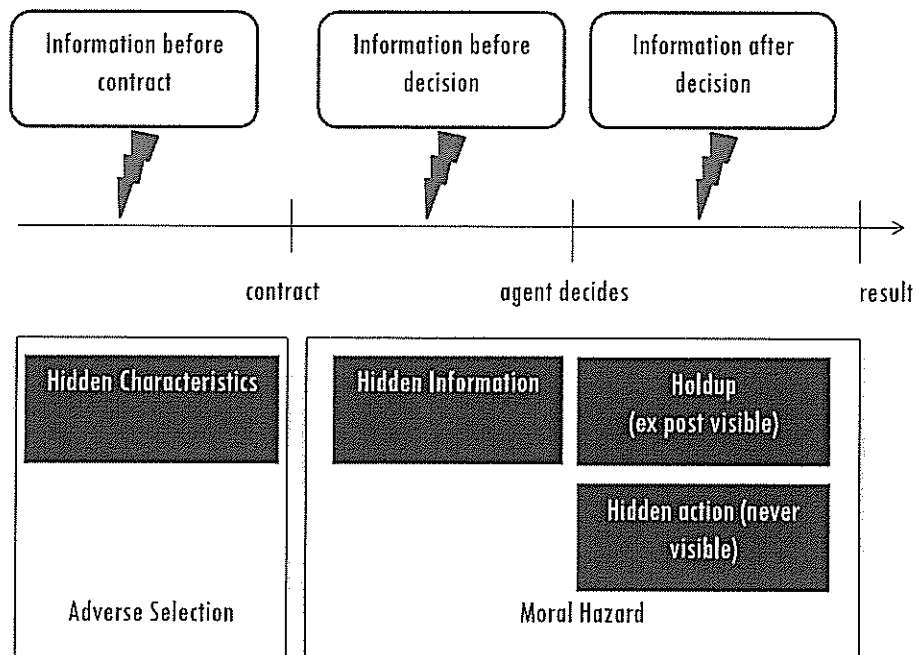 Information before
contract
Information before
decision
Information after
decision
contract
agent decides
result
Hidden Characteristics
Hidden Information
Holdup
(ex post visible)
Hidden action (never
visible)
Adverse Selection
Moral Hazard